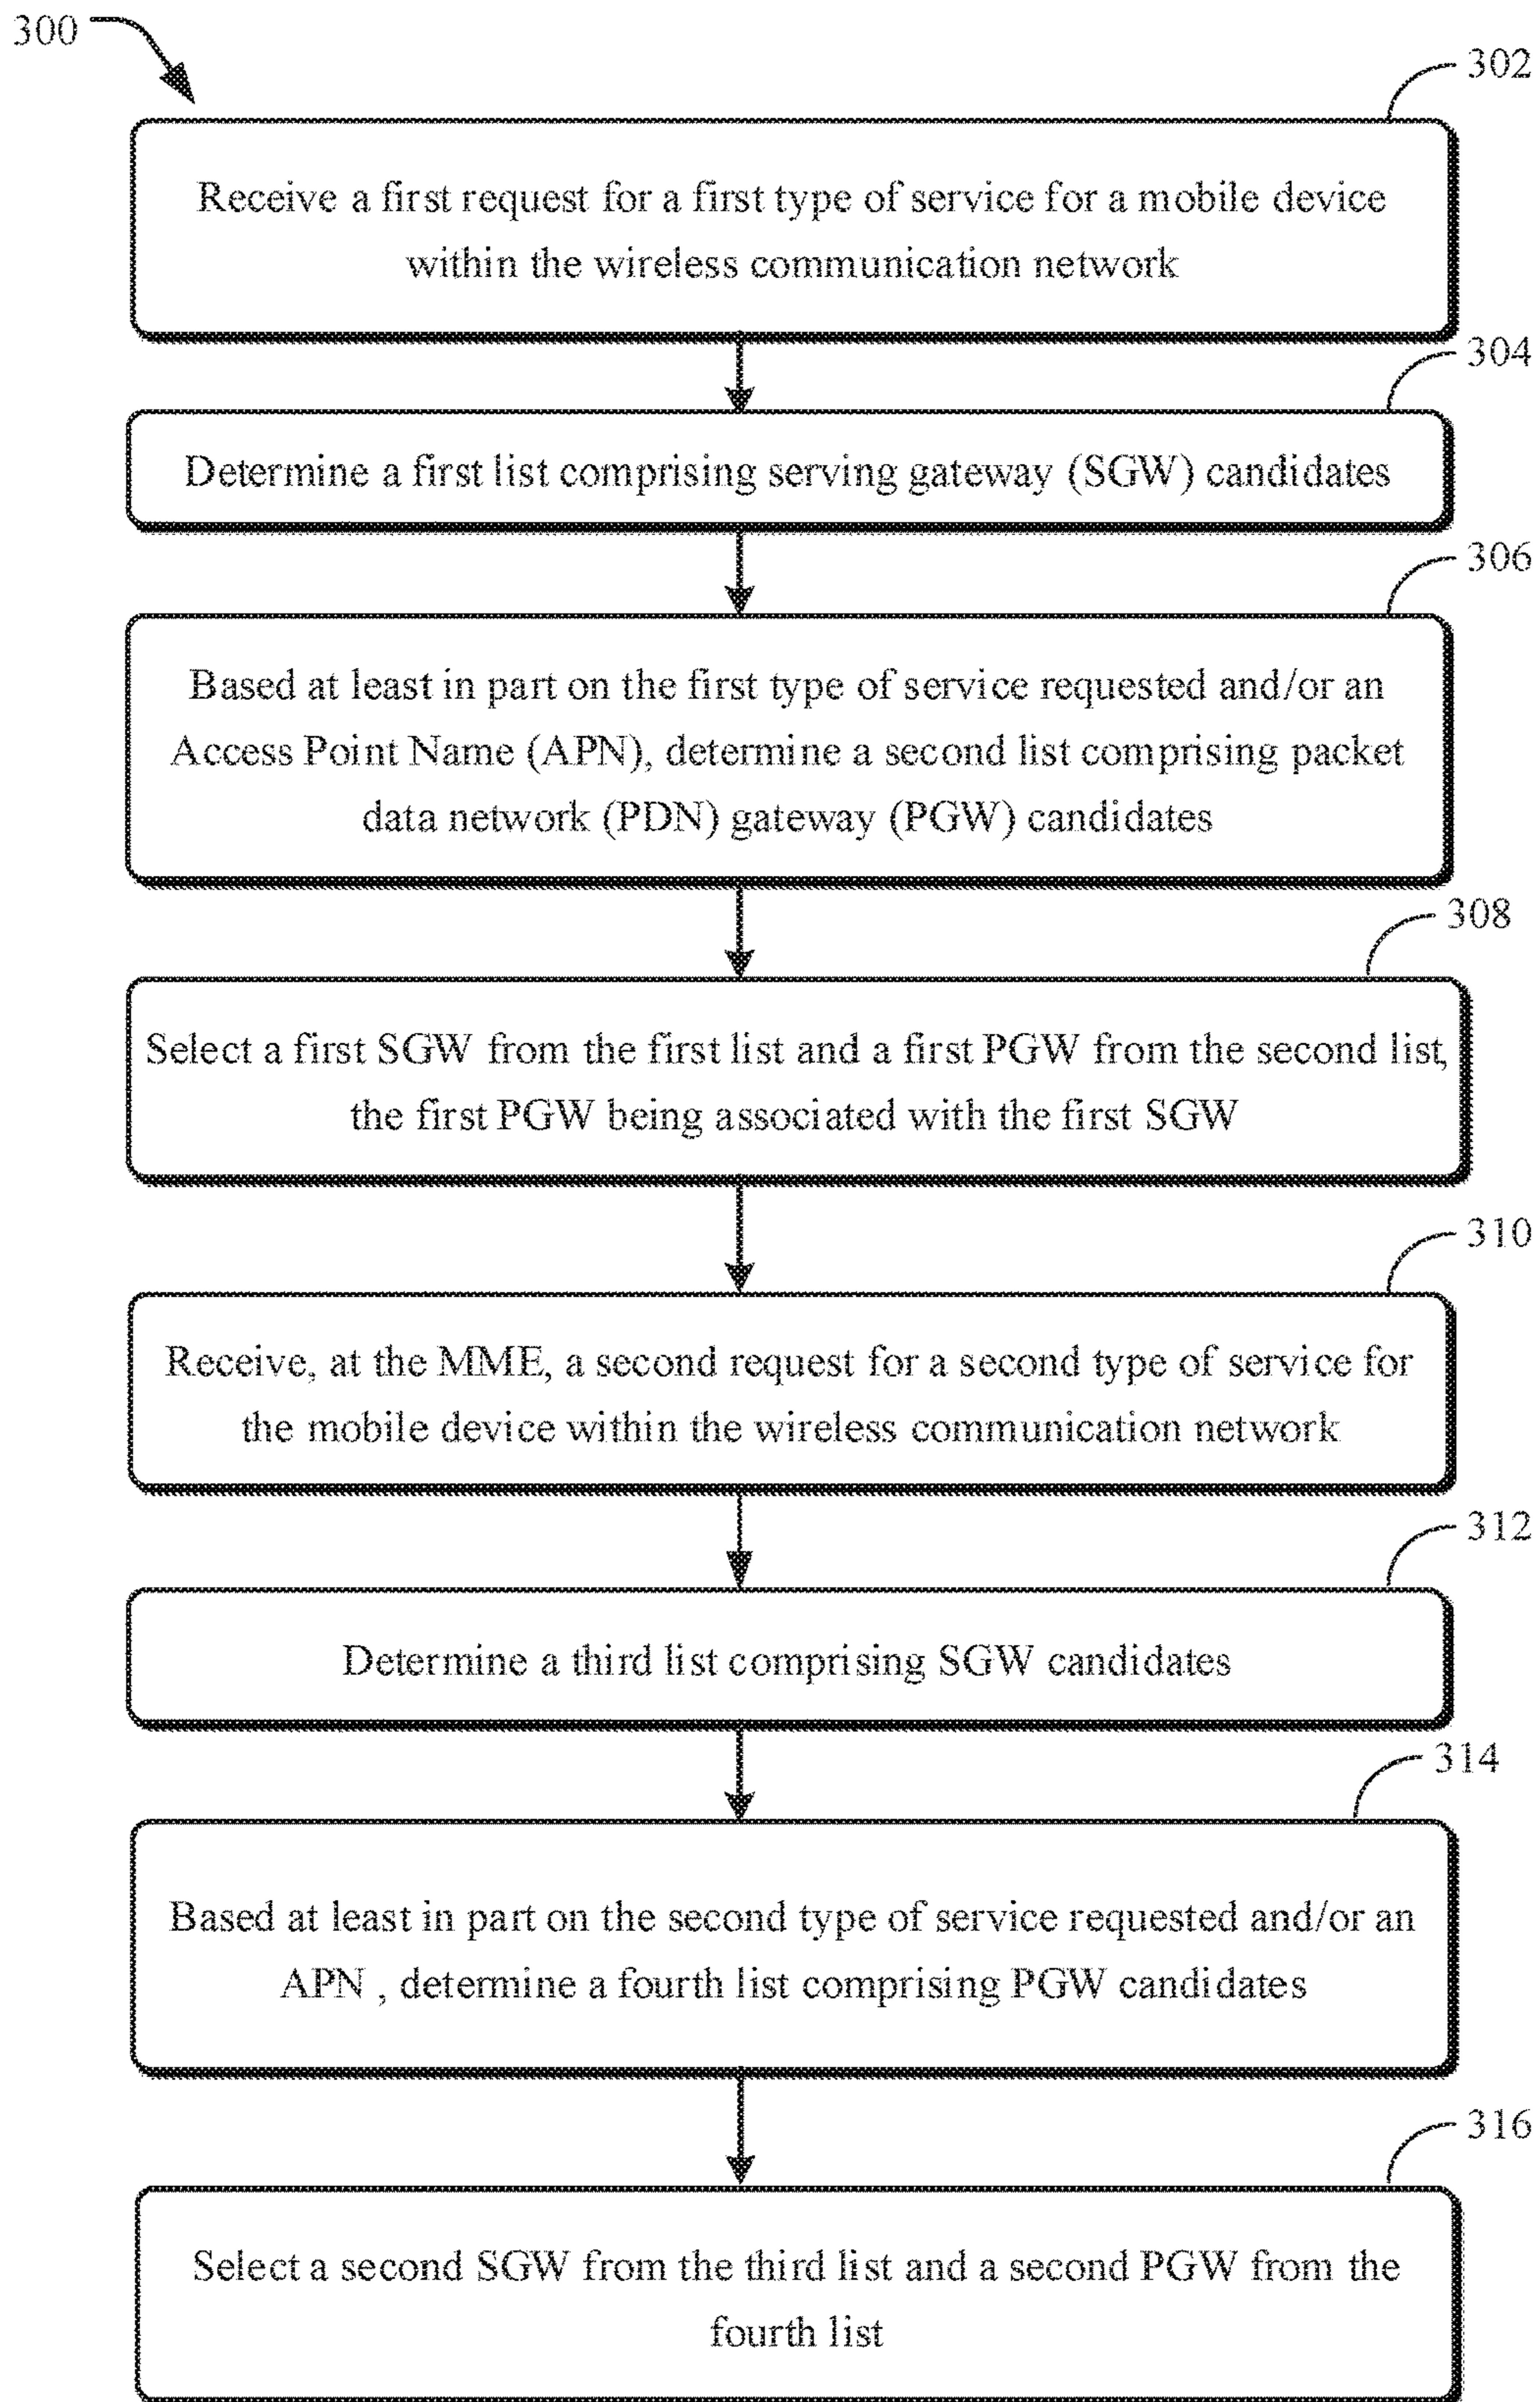 300
302
Receive a first request for a first type of service for a mobile device
within the wireless communication network
304
Determine a first list comprising serving gateway (SGW) candidates
306
Based at least in part on the first type of service requested and/or an
Access Point Name (APN), determine a second list comprising packet
data network (PDN) gateway (PGW) candidates
308
Select a first SGW from the first list and a first PGW from the second list,
the first PGW being associated with the first SGW
310
Receive, at the MME, a second request for a second type of service for
the mobile device within the wireless communication network
312
Determine a third list comprising SGW candidates
314
Based at least in part on the second type of service requested and/or an
APN , determine a fourth list comprising PGW candidates
316
Select a second SGW from the third list and a second PGW from the
fourth list